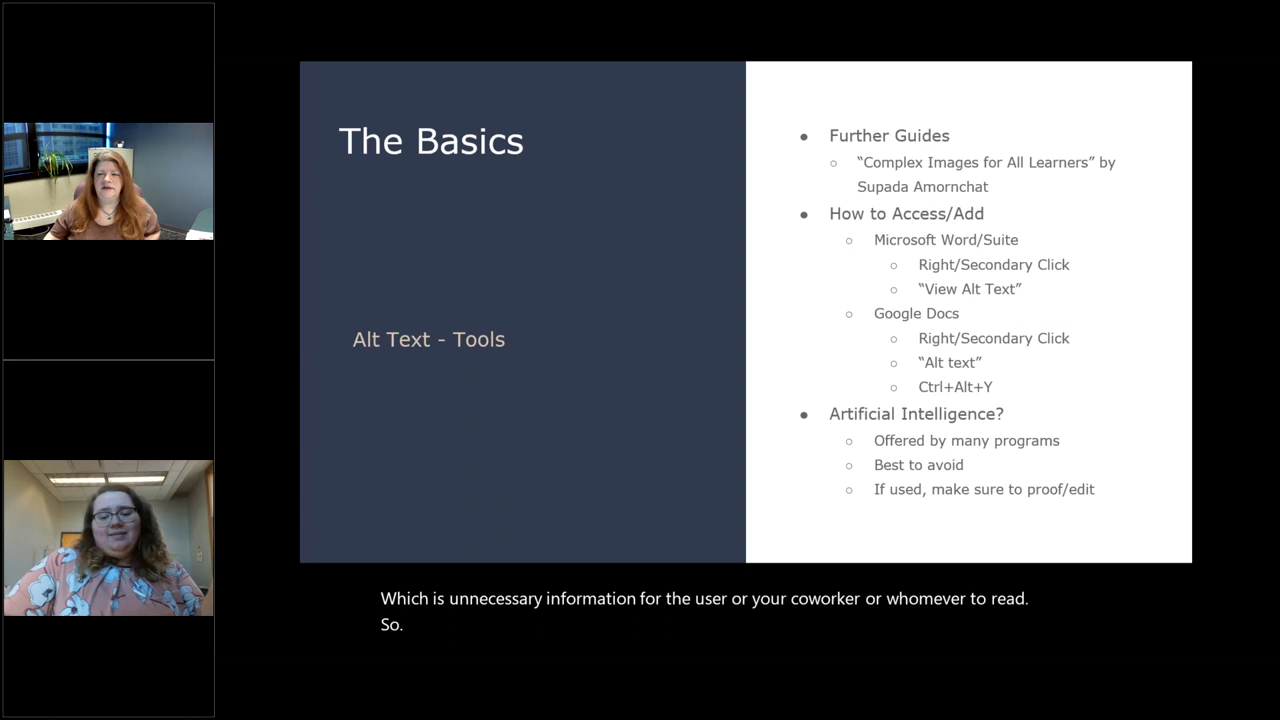 The Basics
Alt Text - Tools
● Further Guides
○ “Complex Images for All Learners” by
Supada Amornchat
● How to Access/Add
○ Microsoft Word/Suite
○ Right/Secondary Click
○ “View Alt Text”
○ Google Docs
○ Right/Secondary Click
○ “Alt text”
○ Ctrl+Alt+Y
● Artificial Intelligence?
○ Offered by many programs
○ Best to avoid
○ If used, make sure to proof/edit
Which is unnecessary information for the user or your coworker or whomever to read.
So.